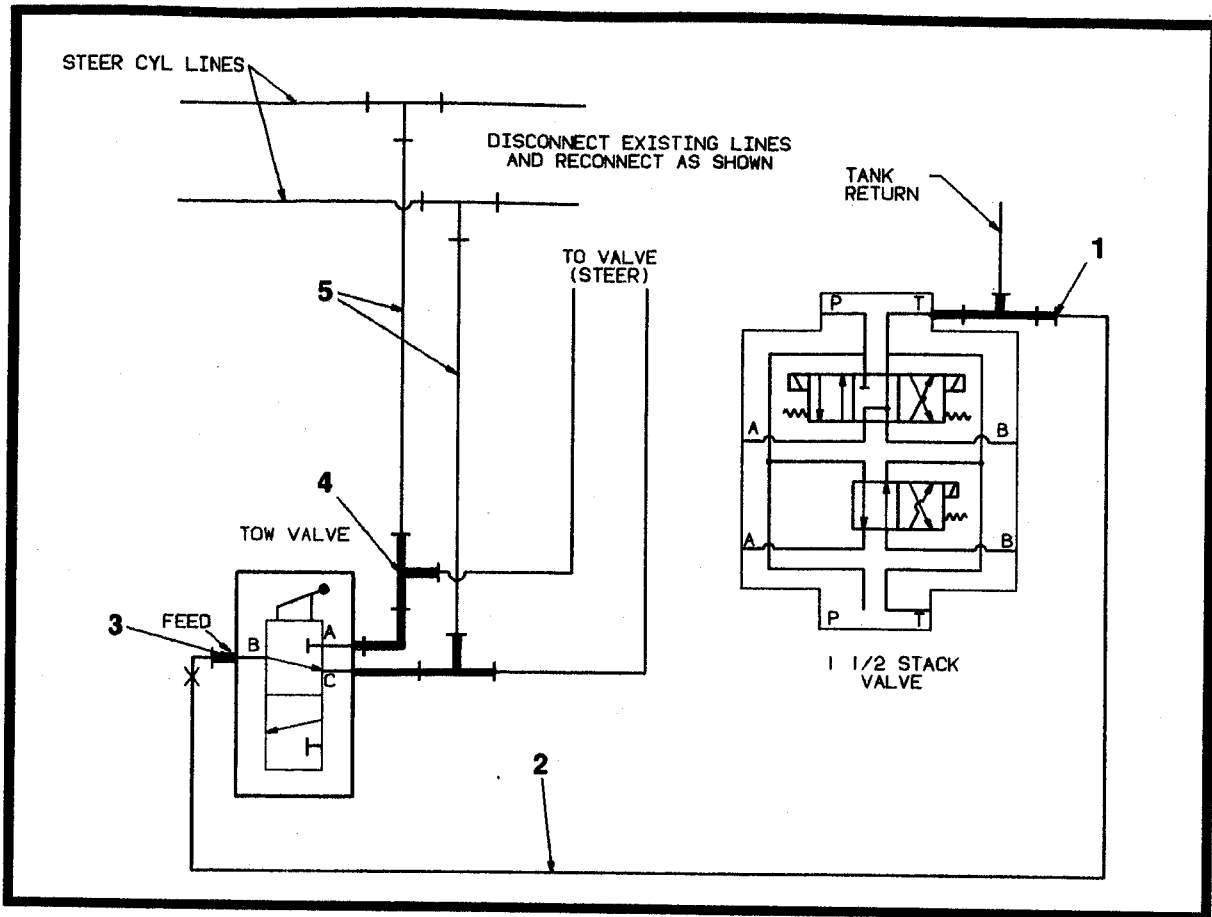 STEER CYL LINES
DISCONNECT EXISTING LINES
AND RECONNECT AS SHOWN
TANK
RETURN
1
TO VALVE
(STEER)
5
P
T
A
B
4
TOW VALVE
A
B
3
FEED
B
A
C
P
T
1 1/2 STACK
VALVE
2